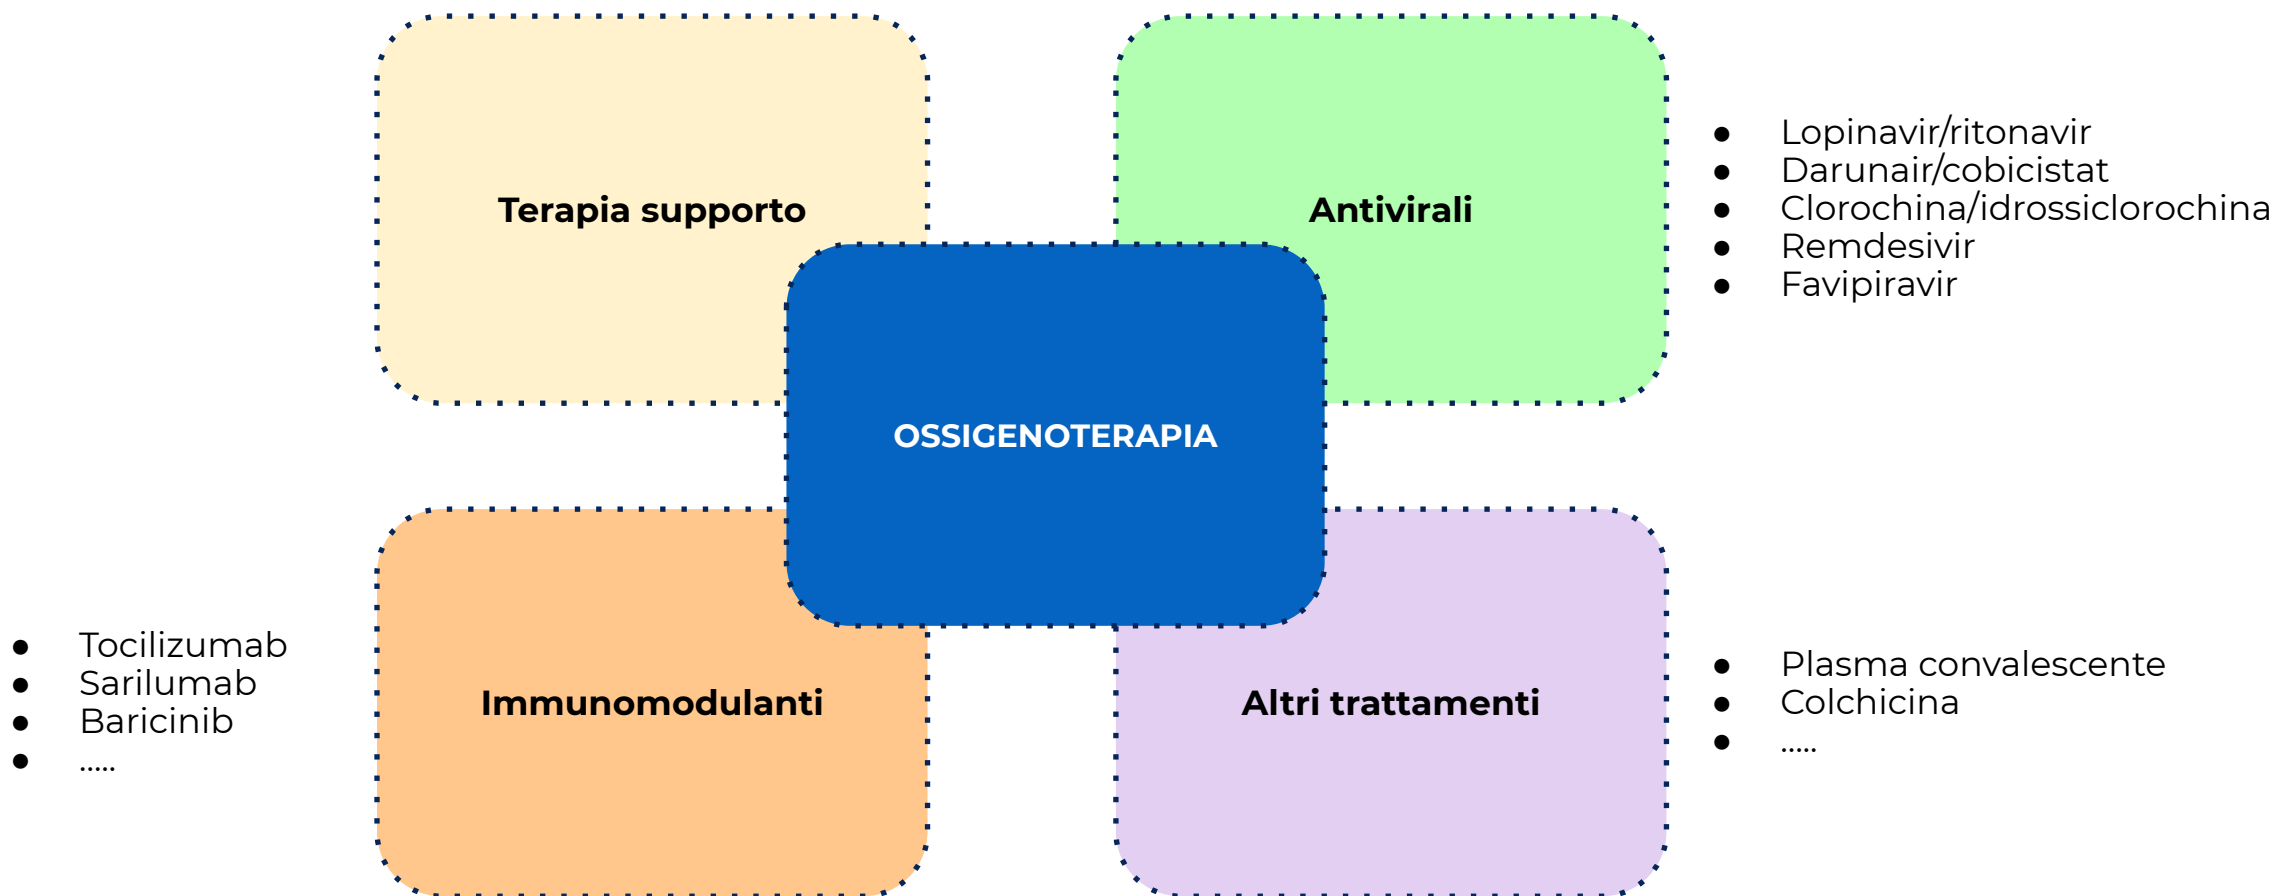 Terapia supporto
Antivirali
● Lopinavir/ritonavir
● Darunair/cobicistat
● Clorochina/idrossiclorochina
● Remdesivir
● Favipiravir
OSSIGENOTERAPIA
● Tocilizumab
● Sarilumab
● Baricinib
● .....
Immunomodulanti
Altri trattamenti
● Plasma convalescente
● Colchicina
● .....